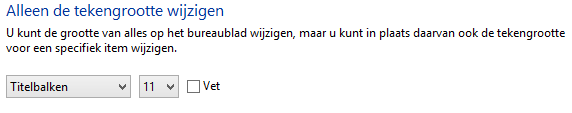 Alleen de tekengrootte wijzigen
U kunt de grootte van alles op het bureaublad wijzigen, maar u kunt in plaats daarvan ook de tekengrootte
voor een specifiek item wijzigen.
Titelbalken 11 Vet